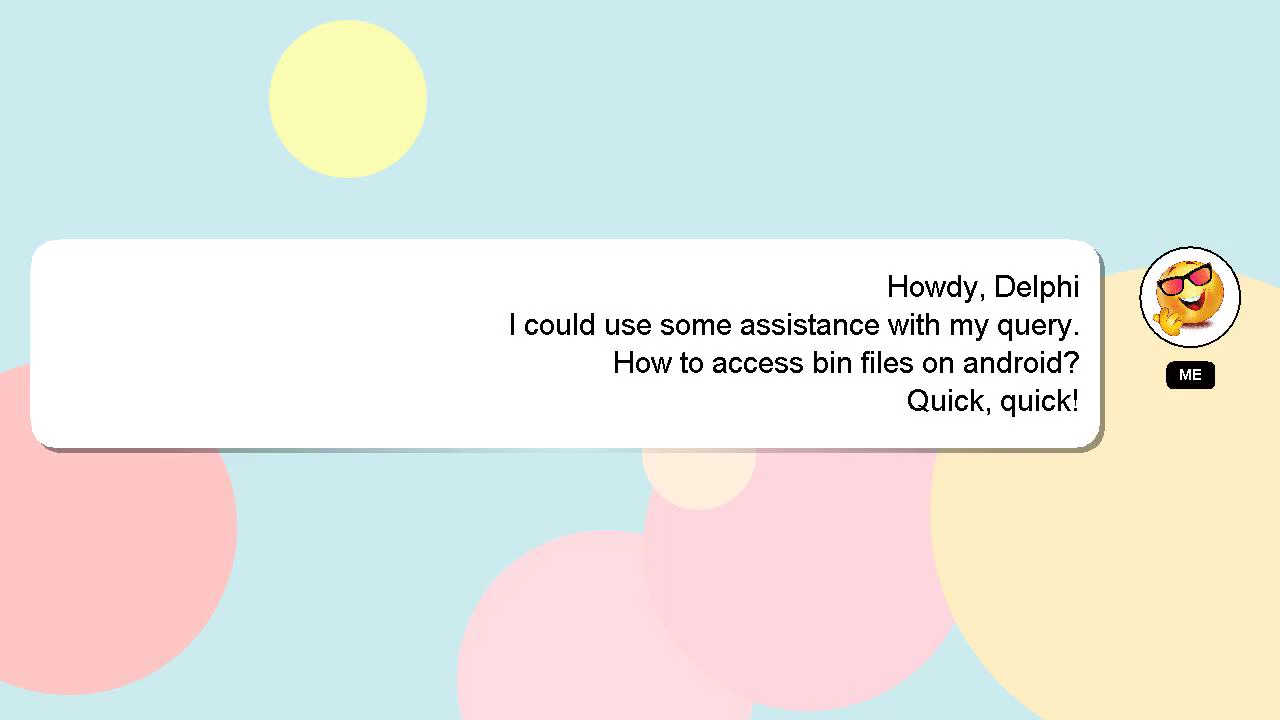 Howdy, Delphi
I could use some assistance with my query.
How to access bin files on android?
Quick, quick!
ME